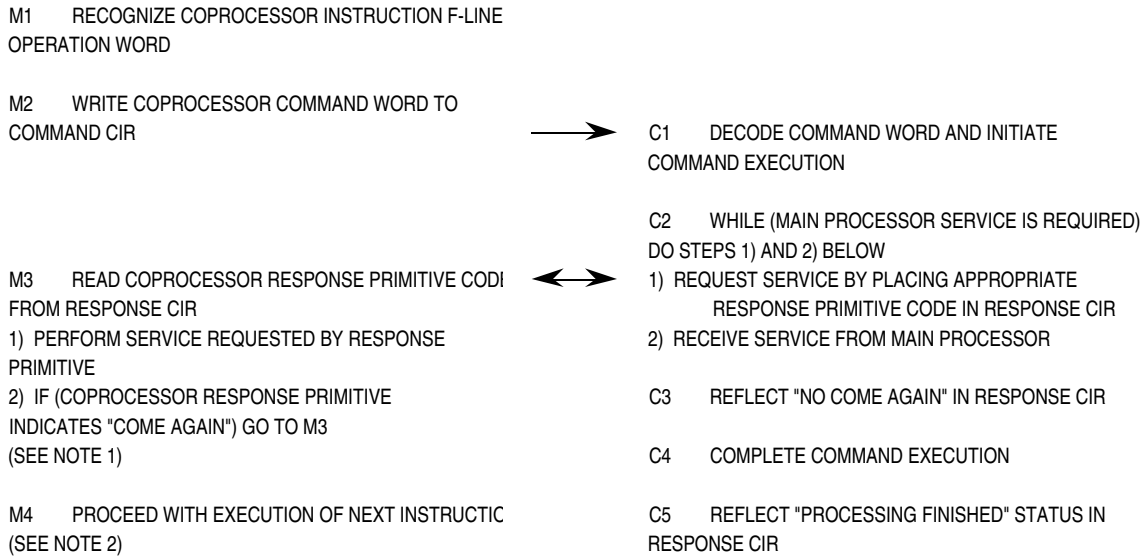 M1 RECOGNIZE COPROCESSOR INSTRUCTION F-LINE
OPERATION WORD
M2 WRITE COPROCESSOR COMMAND WORD TO
COMMAND CIR
M3 READ COPROCESSOR RESPONSE PRIMITIVE CODE
FROM RESPONSE CIR
1) PERFORM SERVICE REQUESTED BY RESPONSE
PRIMITIVE
2) IF (COPROCESSOR RESPONSE PRIMITIVE
INDICATES "COME AGAIN") GO TO M3
(SEE NOTE 1)
M4 PROCEED WITH EXECUTION OF NEXT INSTRUCTIO
(SEE NOTE 2)
C1 DECODE COMMAND WORD AND INITIATE
COMMAND EXECUTION
C2 WHILE (MAIN PROCESSOR SERVICE IS REQUIRED)
DO STEPS 1) AND 2) BELOW
1) REQUEST SERVICE BY PLACING APPROPRIATE
RESPONSE PRIMITIVE CODE IN RESPONSE CIR
2) RECEIVE SERVICE FROM MAIN PROCESSOR
C3 REFLECT "NO COME AGAIN" IN RESPONSE CIR
C4 COMPLETE COMMAND EXECUTION
C5 REFLECT "PROCESSING FINISHED" STATUS IN
RESPONSE CIR